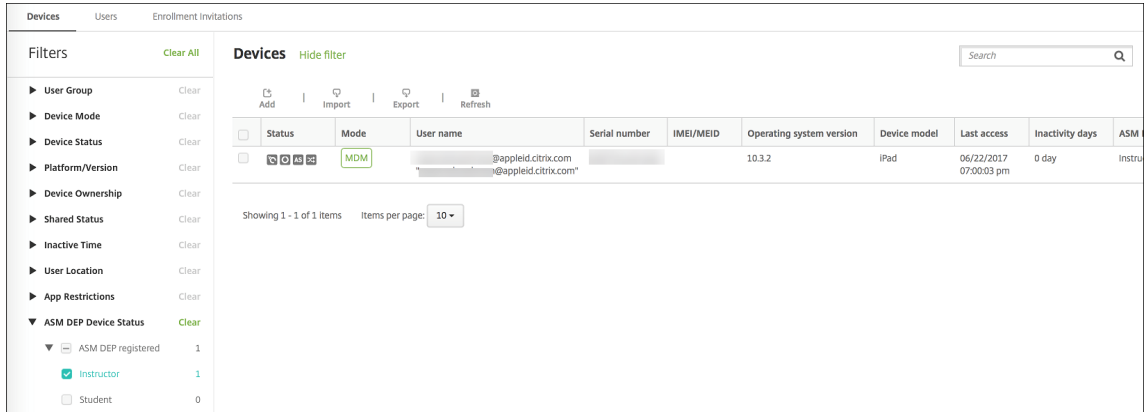 Devices Users Enrollment Invitations
Filters Clear All
User Group Clear
Device Mode Clear
Device Status Clear
Platform/Version Clear
Device Ownership Clear
Shared Status Clear
Inactive Time Clear
User Location Clear
App Restrictions Clear
ASM DEP Device Status Clear
ASM DEP registered 1
Instructor 1
Student 0
Devices Hide filter
Search
Add | Import | Export | Refresh
Status Mode User name Serial number IMEI/MEID Operating system version Device model Last access Inactivity days ASM
AS MDM @appleid.citrix.com 10.3.2 iPad 06/22/2017 0 day Instru
"@appleid.citrix.com" 07:00:03 pm
Showing 1 - 1 of 1 items Items per page: 10